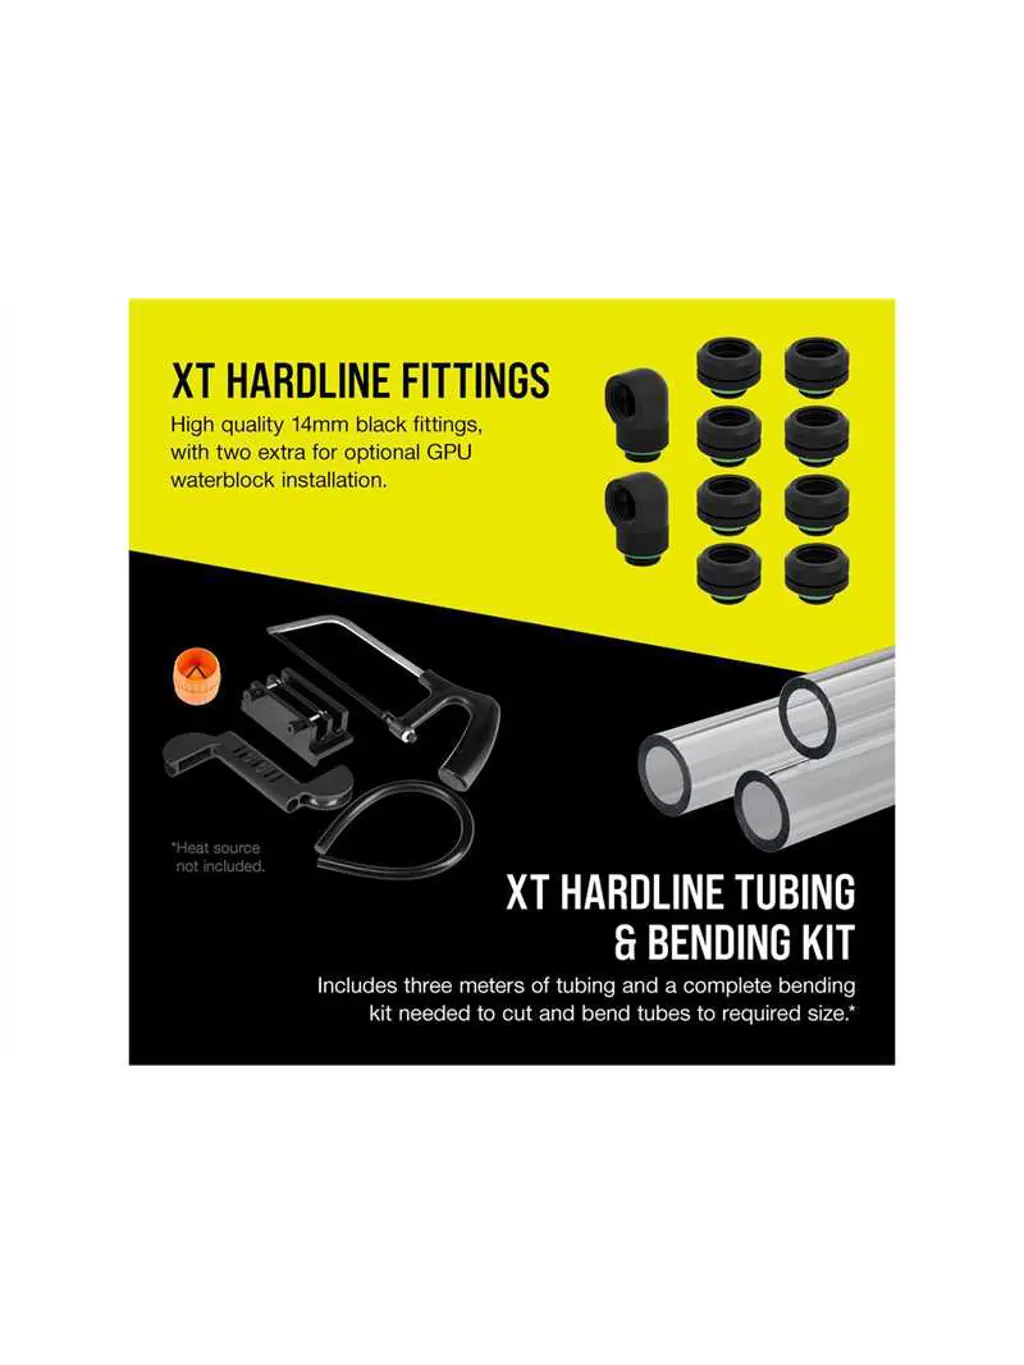 XT HARDLINE FITTINGS
High quality 14mm black fittings,
with two extra for optional GPU
waterblock installation.
*Heat source
not included.
XT HARDLINE TUBING
& BENDING KIT
Includes three meters of tubing and a complete bending
kit needed to cut and bend tubes to required size.*